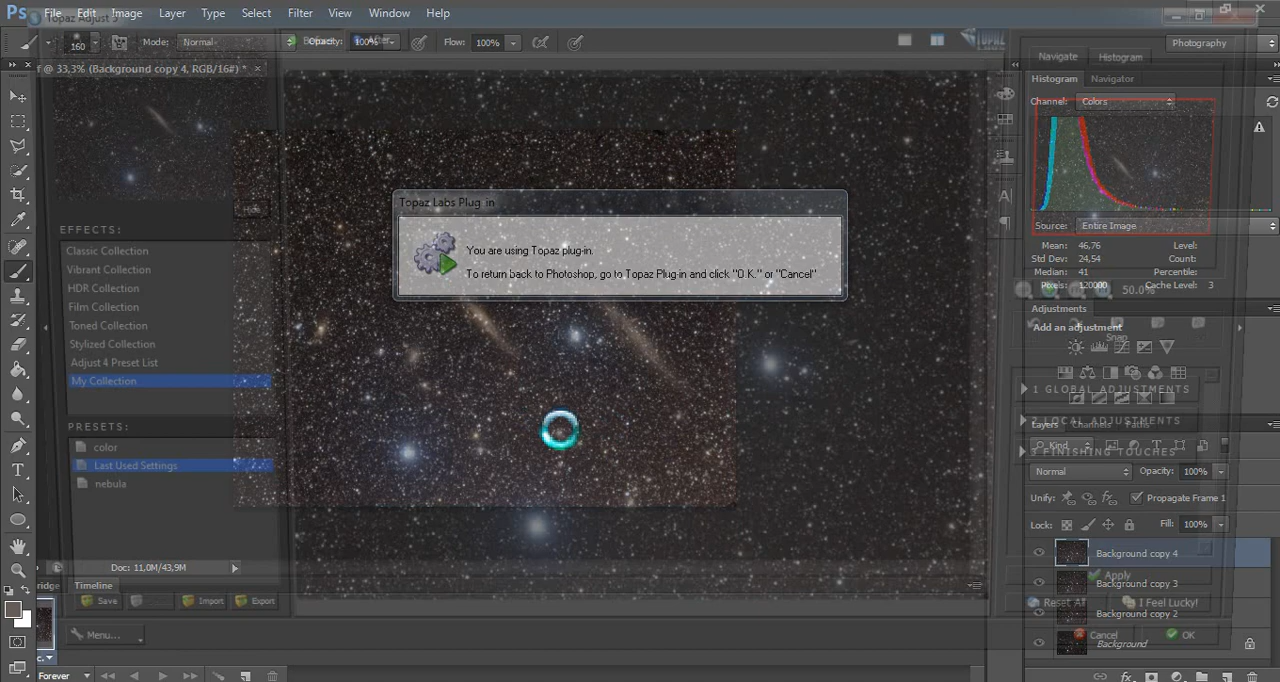 Ps File Edit Image Layer Type Select Filter View Window Help
Topaz Adjust 5
160 Mode: Normal Opacity: 100% Flow: 100% Photography
f @ 33,3% (Background copy 4, RGB/16#) * ×
Navigate Histogram
Histogram Navigator
Channel: Colors
Source: Entire Image
Mean: 46,76 Level:
Std Dev: 24,54 Count:
Median: 41 Percentile:
Pixels: 120000 Cache Level: 3
50.0%
Adjustments
Add an adjustment
Snap
1 GLOBAL ADJUSTMENTS
2 LOCAL ADJUSTMENTS
Layers Channels Paths
Kind
3 FINISHING TOUCHES
Normal Opacity: 100%
Unify: Propagate Frame 1
Lock: Fill: 100%
Background copy 4
Apply
Background copy 3
Reset All I Feel Lucky!
Background copy 2
Cancel OK
Background
EFFECTS:
Classic Collection
Vibrant Collection
HDR Collection
Film Collection
Toned Collection
Stylized Collection
Adjust 4 Preset List
My Collection
PRESETS:
color
Last Used Settings
nebula
Topaz Labs Plug-in
You are using Topaz plug-in.
To return back to Photoshop, go to Topaz Plug-in and click "O.K." or "Cancel"
Doc: 11,0M/43,9M
ridge Timeline
Save Import Export
Menu...
Forever